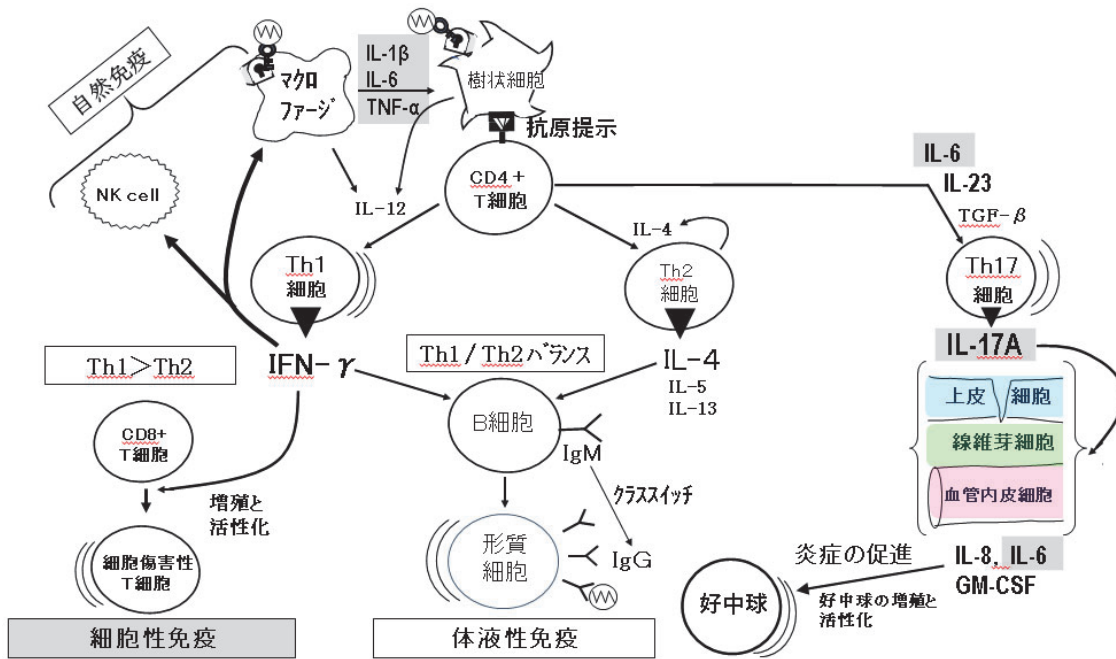 自然免疫
マクロ
ファージ
IL-1β
IL-6
TNF-α
樹状細胞
抗原提示
NK cell
IL-12
CD4+
T細胞
IL-6
IL-23
TGF-β
IL-4
Th1
細胞
Th2
細胞
Th17
細胞
Th1>Th2
IFN-γ
Th1/Th2バランス
IL-4
IL-5
IL-13
IL-17A
上皮 細胞
線維芽細胞
血管内皮細胞
CD8+
T細胞
増殖と
活性化
細胞傷害性
T細胞
B細胞
IgM
クラススイッチ
形質
細胞
IgG
炎症の促進
IL-8, IL-6
GM-CSF
好中球の増殖と
活性化
好中球
細胞性免疫
体液性免疫